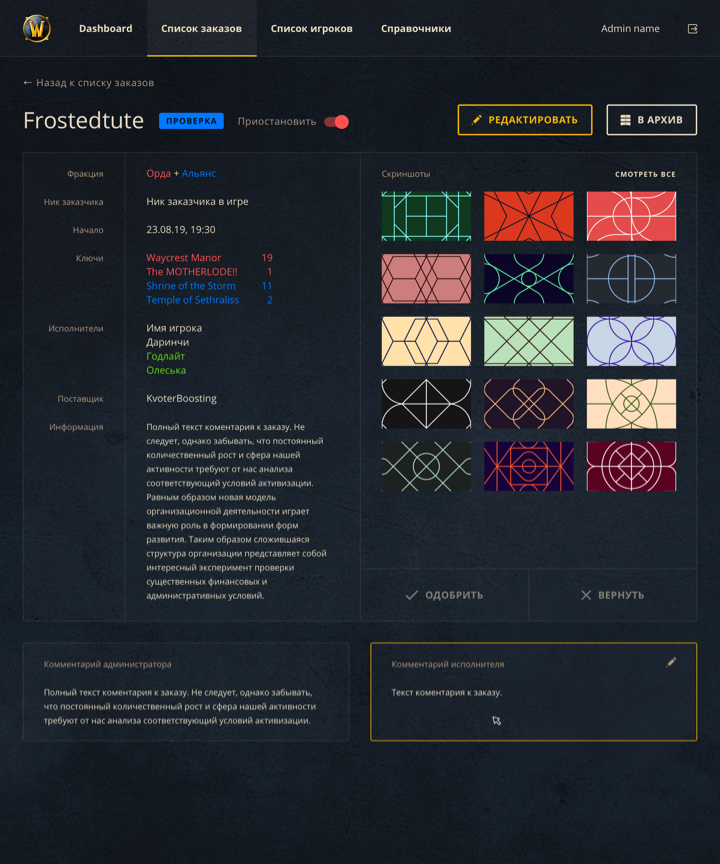 W
Dashboard
Список заказов
Список игроков
Справочники
Admin name
← Назад к списку заказов
Frostedtute
ПРОВЕРКА
Приостановить
РЕДАКТИРОВАТЬ
В АРХИВ
Фракция
Орда + Альянс
Ник заказчика
Ник заказчика в игре
Начало
23.08.19, 19:30
Ключи
Waycrest Manor 19
The MOTHERLODE!! 1
Shrine of the Storm 11
Temple of Sethraliss 2
Исполнители
Имя игрока
Даринчи
Годлайт
Олеська
Поставщик
KvoterBoosting
Информация
Полный текст коментария к заказу. Не
следует, однако забывать, что постоянный
количественный рост и сфера нашей
активности требуют от нас анализа
соответствующий условий активизации.
Равным образом новая модель
организационной деятельности играет
важную роль в формировании форм
развития. Таким образом сложившаяся
структура организации представляет собой
интересный эксперимент проверки
существенных финансовых и
административных условий.
Скриншоты
СМОТРЕТЬ ВСЕ
ОДОБРИТЬ
ВЕРНУТЬ
Комментарий администратора
Полный текст коментария к заказу. Не следует, однако забывать,
что постоянный количественный рост и сфера нашей активности
требуют от нас анализа соответствующий условий активизации.
Комментарий исполнителя
Текст коментария к заказу.